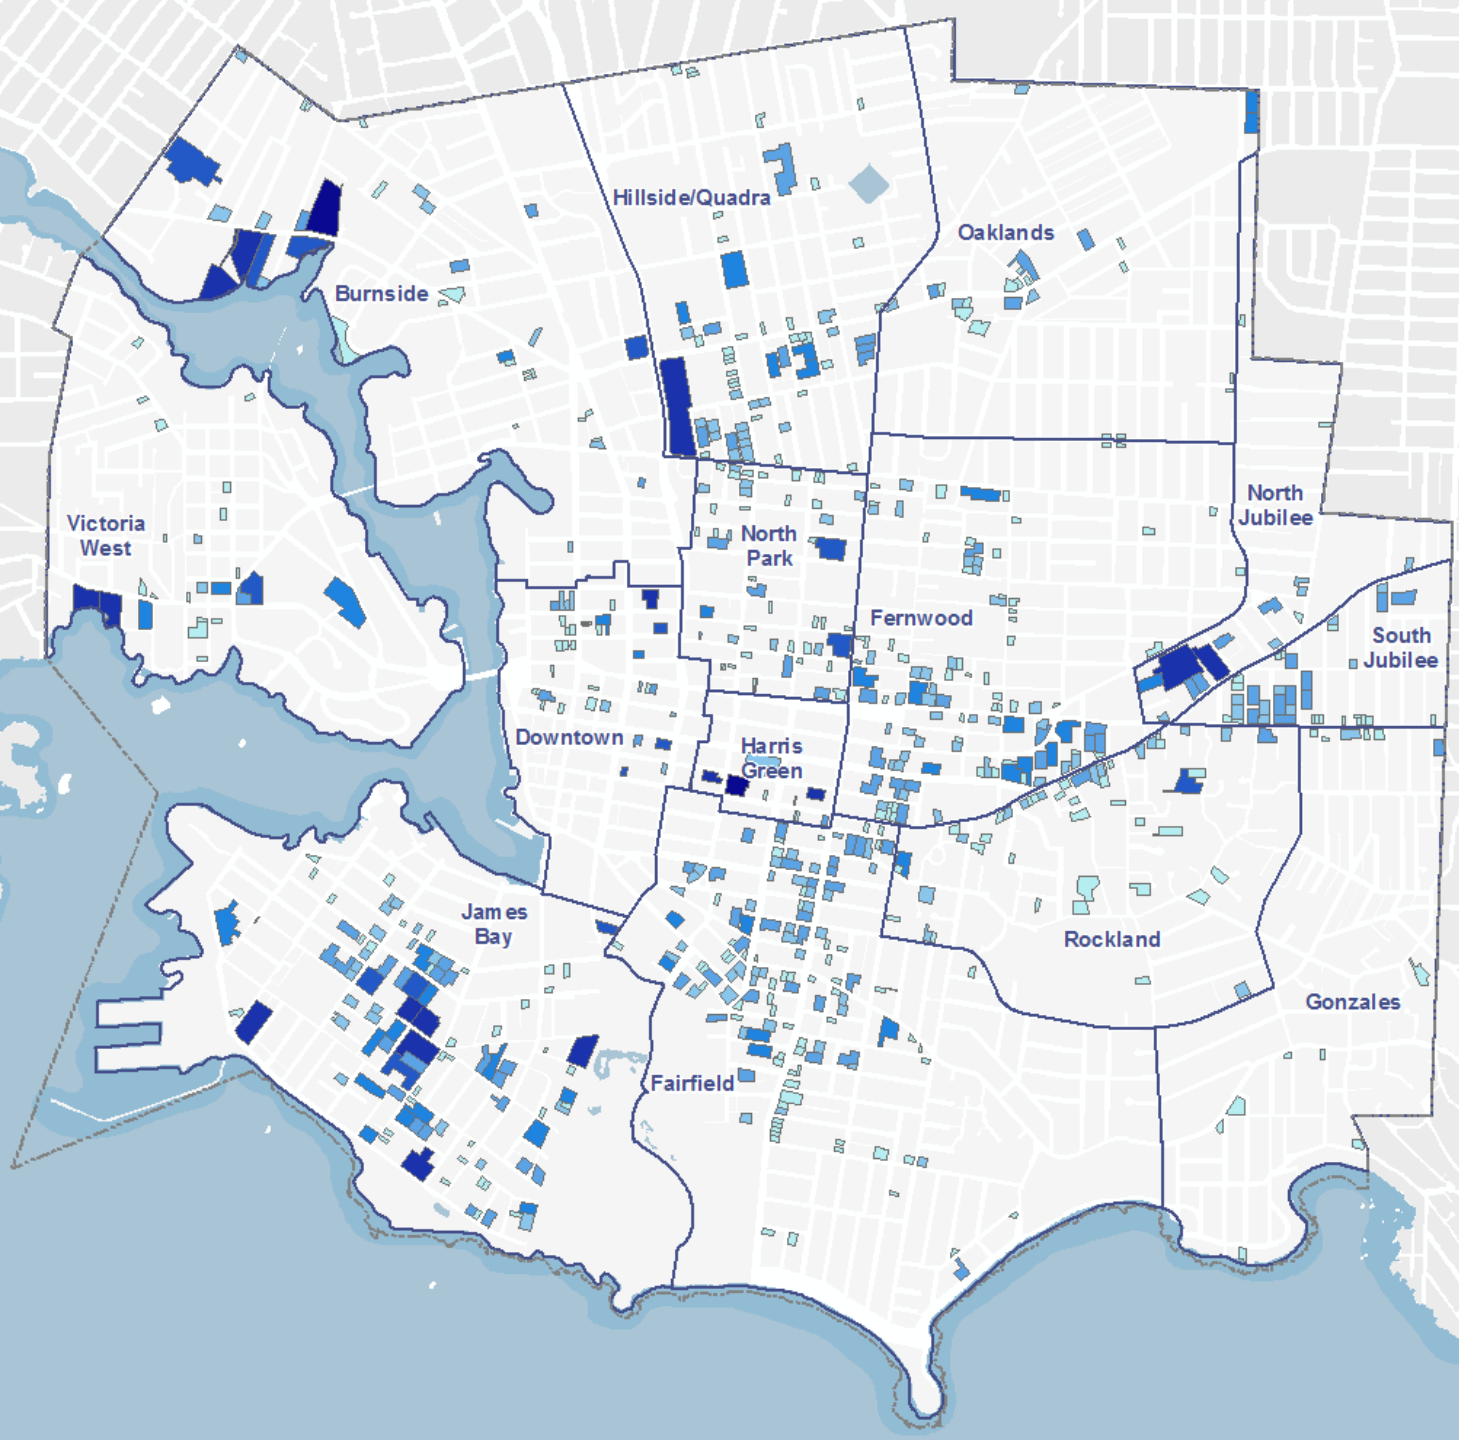 Hillside/Quadra
Oaklands
Burnside
North
Jubilee
Victoria
West
North
Park
Fernwood
South
Jubilee
Downtown
Harris
Green
James
Bay
Rockland
Gonzales
Fairfield